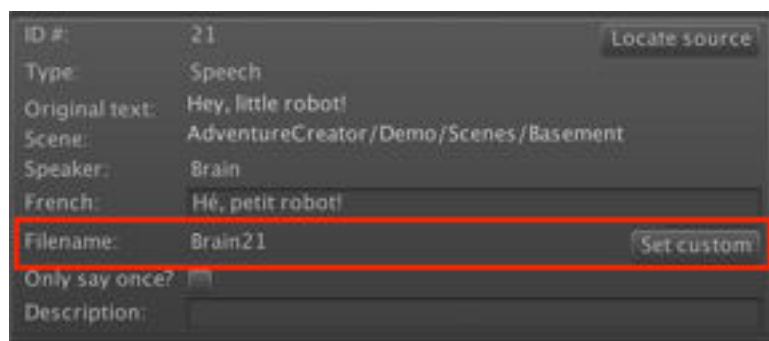 ID #: 21 Locate source
Type: Speech
Original text: Hey, little robot!
Scene: AdventureCreator/Demo/Scenes/Basement
Speaker: Brain
French: Hé, petit robot!
Filename: Brain21 Set custom
Only say once?
Description: